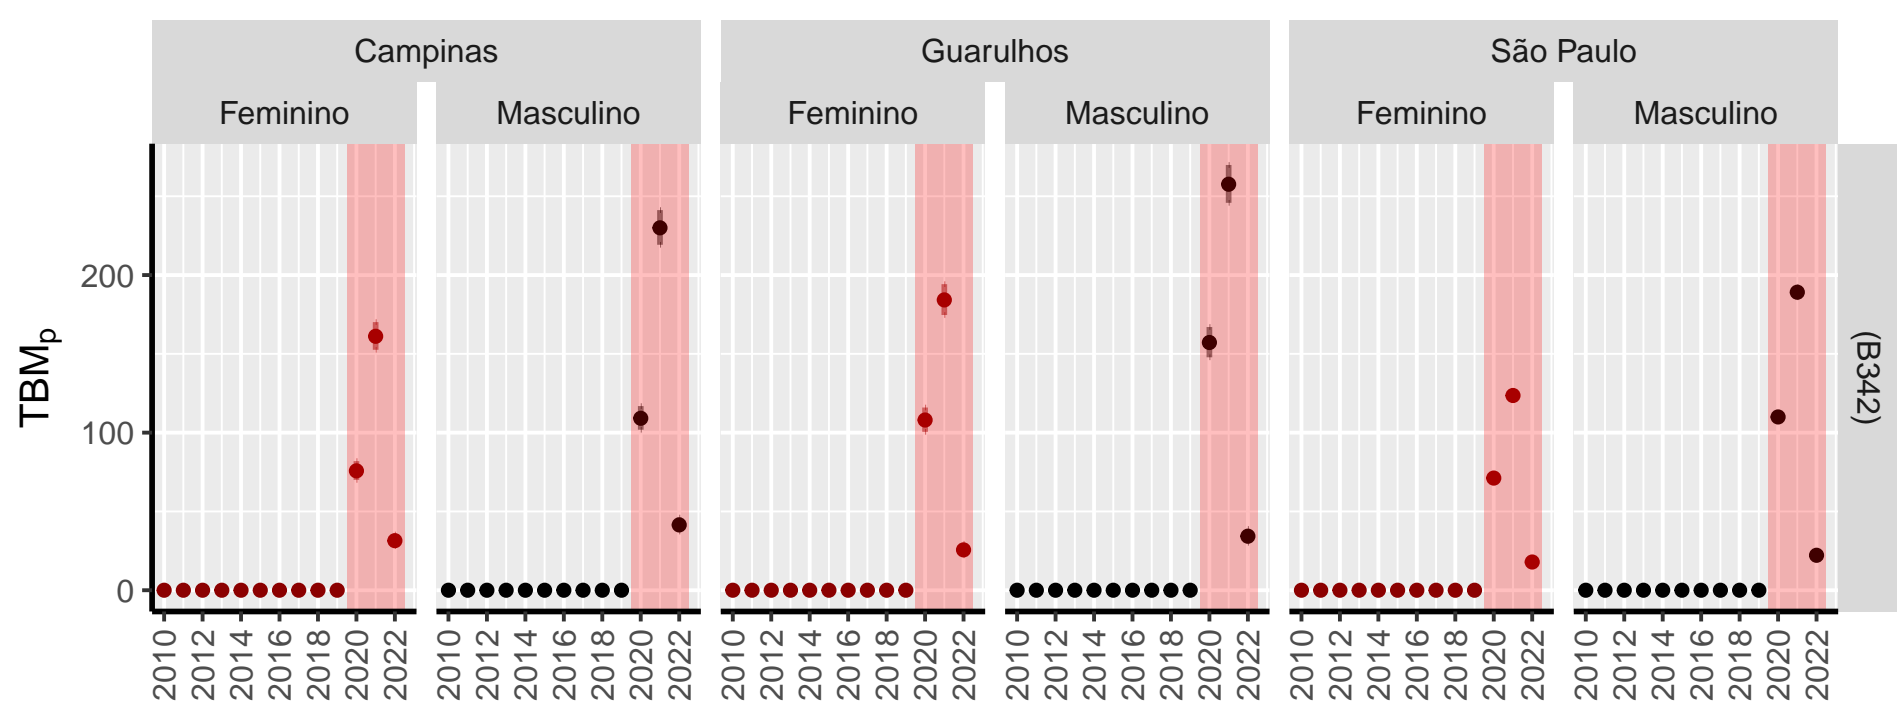 Campinas Guarulhos São Paulo
Feminino Masculino Feminino Masculino Feminino Masculino
200
100
0
TBMp
(B342)
2010 2012 2014 2016 2018 2020 2022 2010 2012 2014 2016 2018 2020 2022 2010 2012 2014 2016 2018 2020 2022 2010 2012 2014 2016 2018 2020 2022 2010 2012 2014 2016 2018 2020 2022 2010 2012 2014 2016 2018 2020 2022